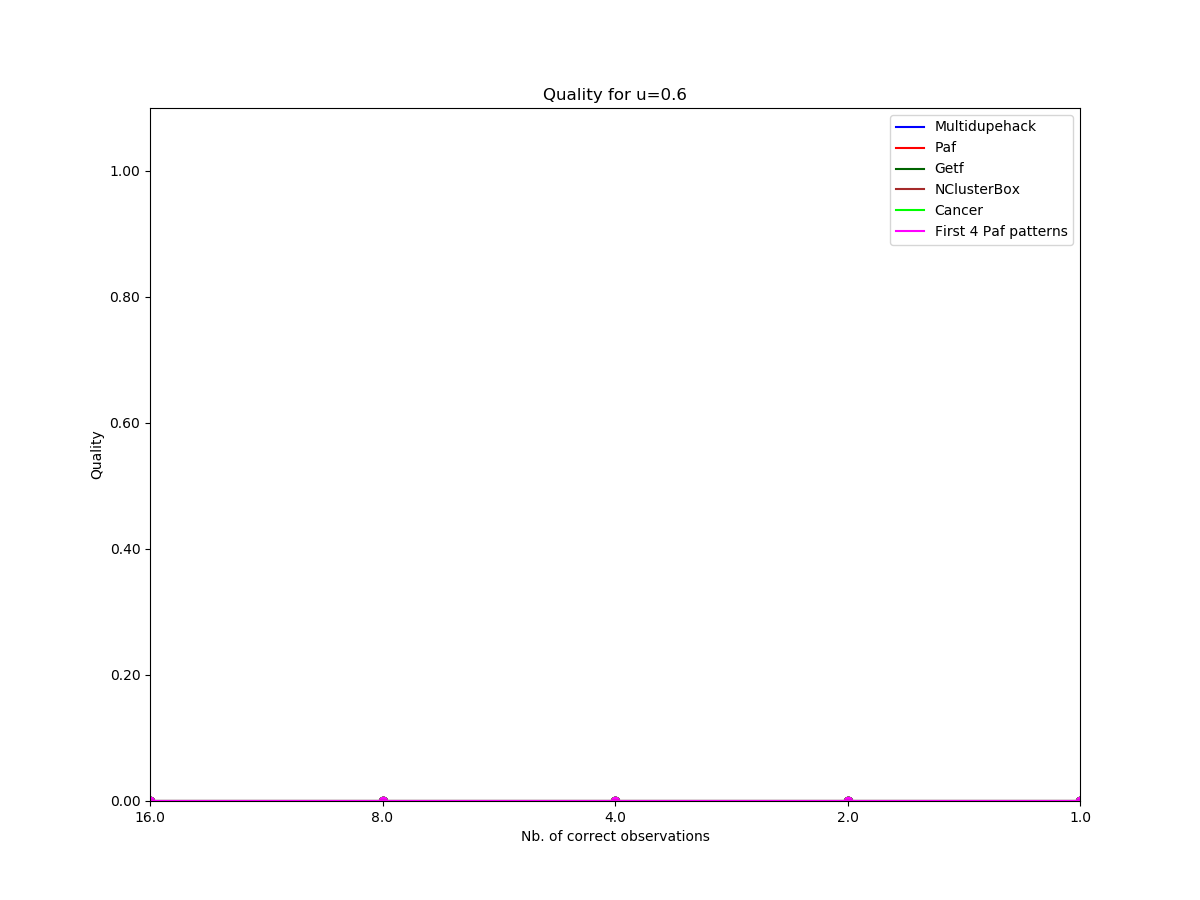 Quality for u=0.6
Multidupehack
Paf
Getf
NClusterBox
Cancer
First 4 Paf patterns
1.00
0.80
0.60
0.40
0.20
0.00
Quality
16.0 8.0 4.0 2.0 1.0
Nb. of correct observations